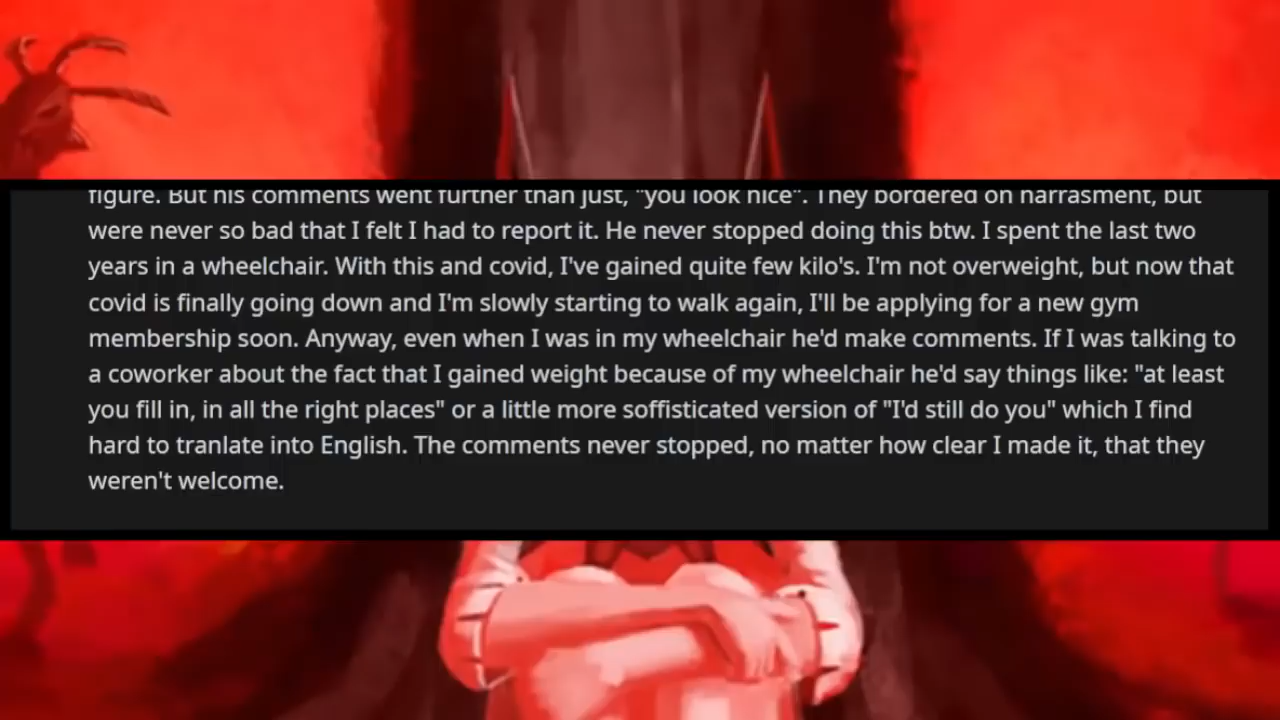 figure. But his comments went further than just, "you look nice". They bordered on harrasment, but
were never so bad that I felt I had to report it. He never stopped doing this btw. I spent the last two
years in a wheelchair. With this and covid, I've gained quite few kilo's. I'm not overweight, but now that
covid is finally going down and I'm slowly starting to walk again, I'll be applying for a new gym
membership soon. Anyway, even when I was in my wheelchair he'd make comments. If I was talking to
a coworker about the fact that I gained weight because of my wheelchair he'd say things like: "at least
you fill in, in all the right places" or a little more soffisticated version of "I'd still do you" which I find
hard to tranlate into English. The comments never stopped, no matter how clear I made it, that they
weren't welcome.